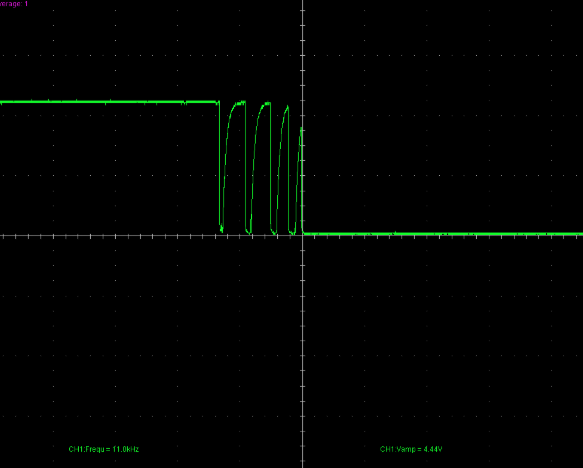 verage: 1
CH1:Frequ = 11.0kHz
CH1:Vamp = 4.44V